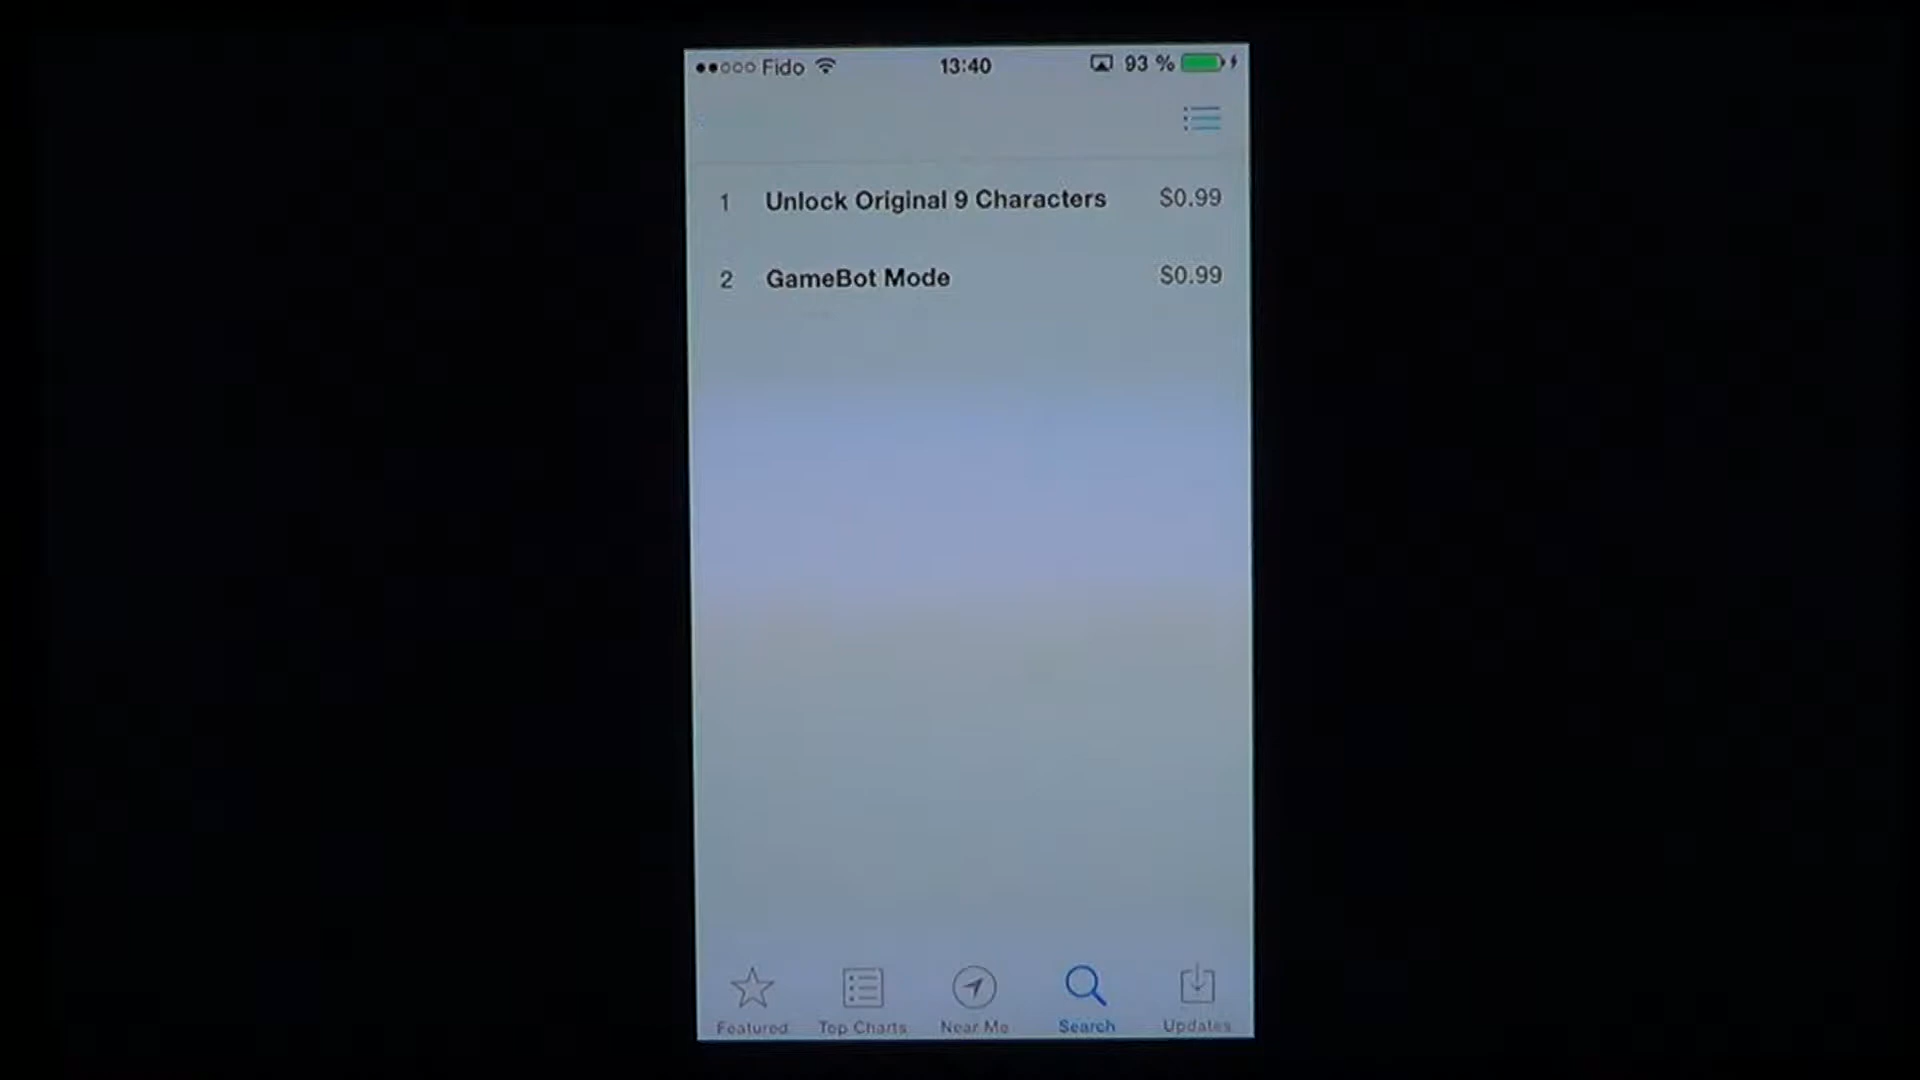 Fido 13:40 93 %
1 Unlock Original 9 Characters $0.99
2 GameBot Mode $0.99
Featured Top Charts Near Me Search Updates